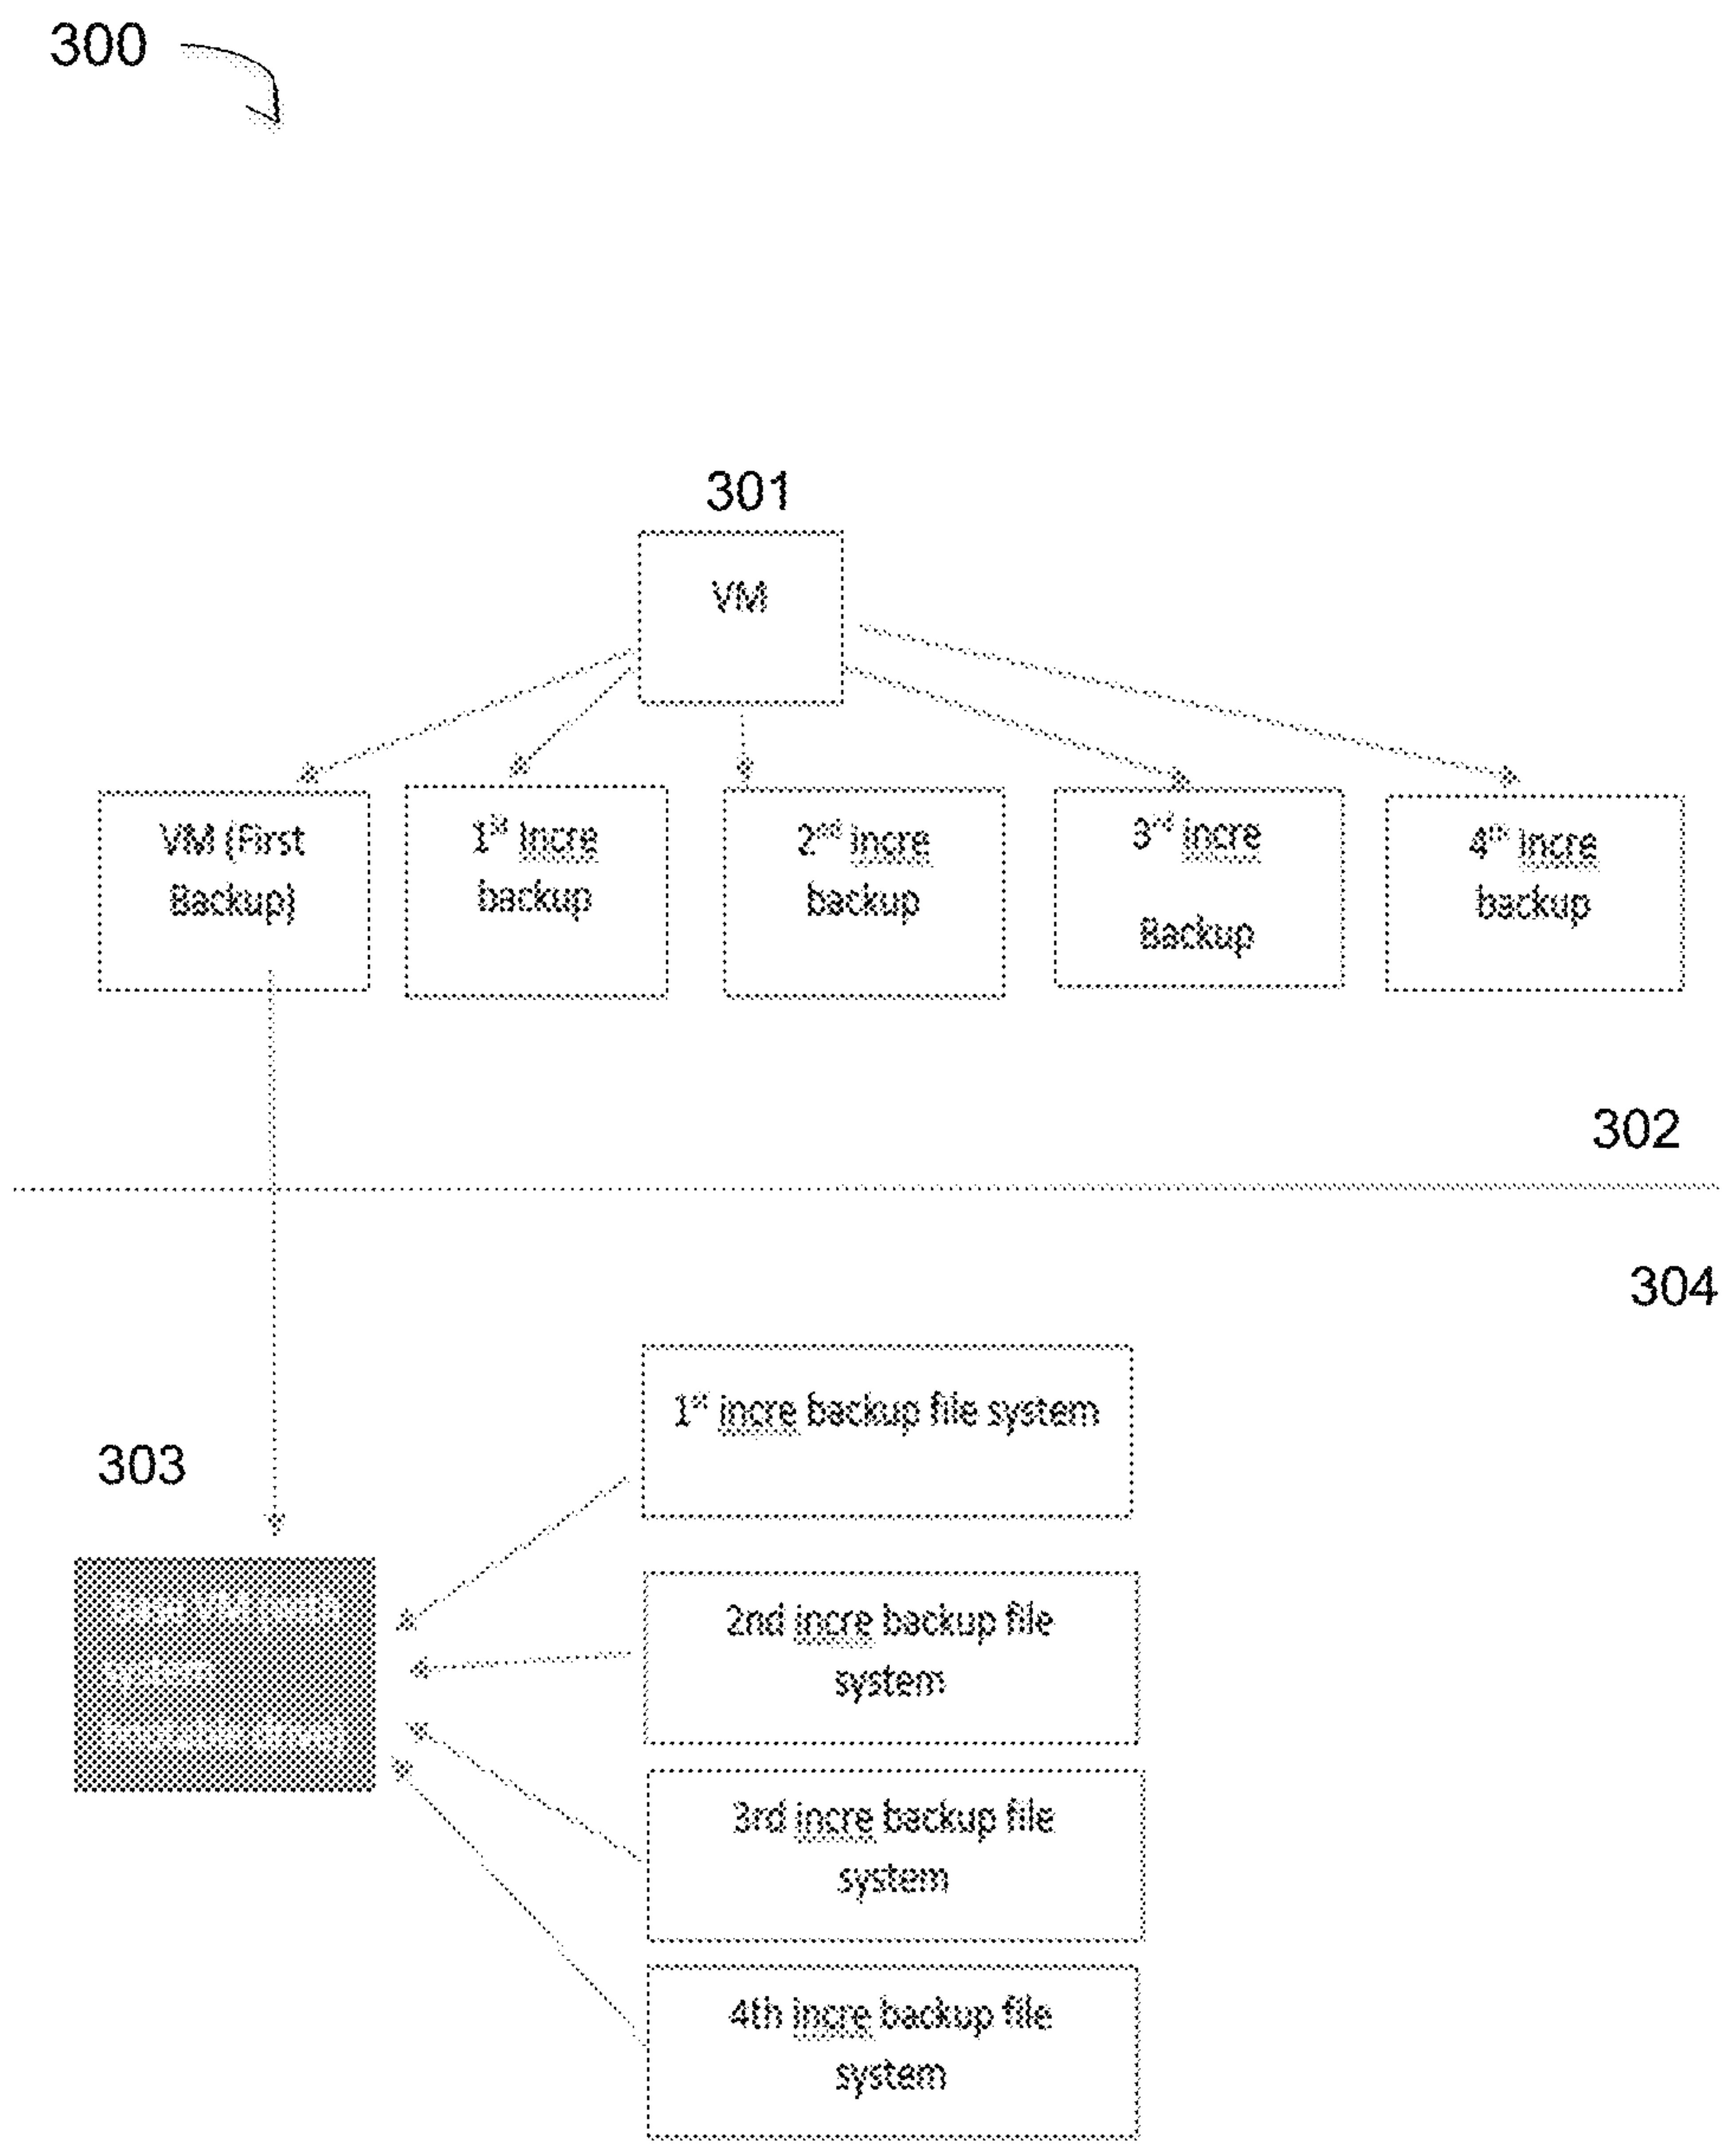 300
301
VM
VM (First
Backup)
1st Incre
backup
2nd incre
backup
3rd incre
Backup
4th Incre
backup
302
304
1st incre backup file system
303
system
2nd incre backup file
system
3rd incre backup file
system
4th incre backup file
system